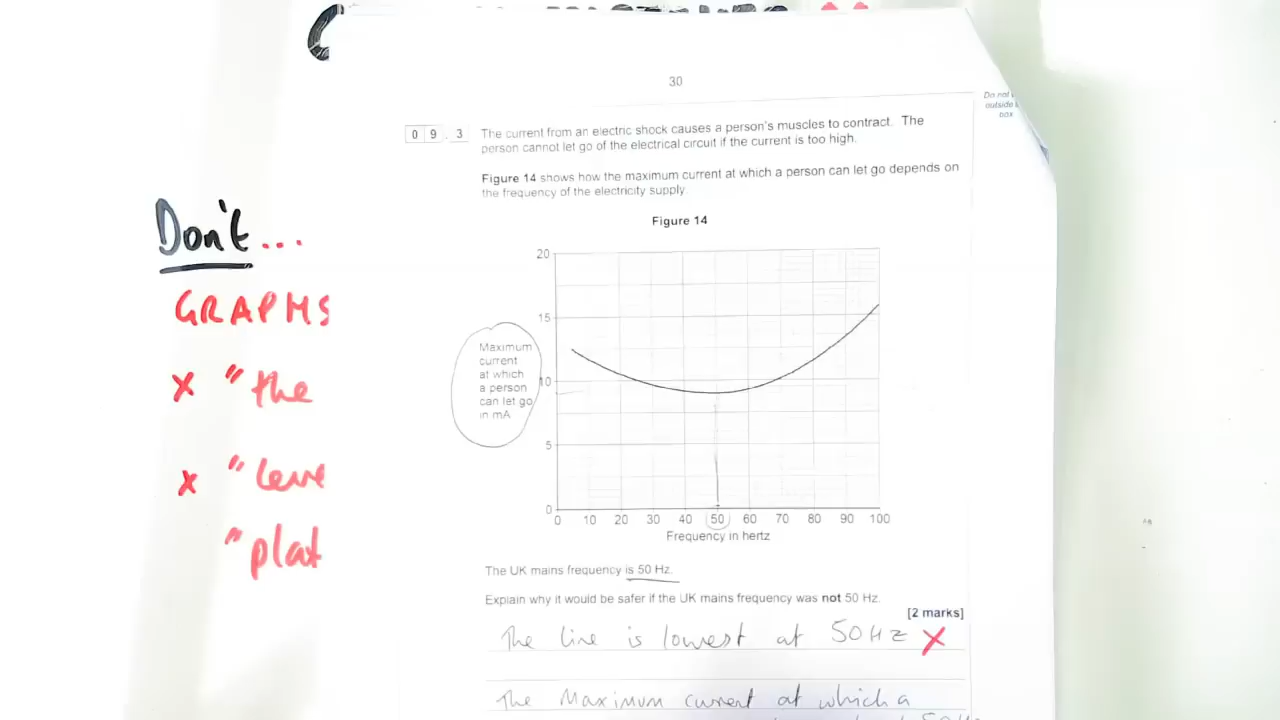 30
Do not
outside
box
0 9 . 3 The current from an electric shock causes a person's muscles to contract. The
person cannot let go of the electrical circuit if the current is too high.
Figure 14 shows how the maximum current at which a person can let go depends on
the frequency of the electricity supply.
Don't...
GRAPHS
x "the
x "leve
"plat
Figure 14
20
15
10
5
0
Maximum
current
at which
a person
can let go
in mA
0 10 20 30 40 50 60 70 80 90 100
Frequency in hertz
The UK mains frequency is 50 Hz.
Explain why it would be safer if the UK mains frequency was not 50 Hz.
[2 marks]
The line is lowest at 50Hz X
The Maximum current at which a